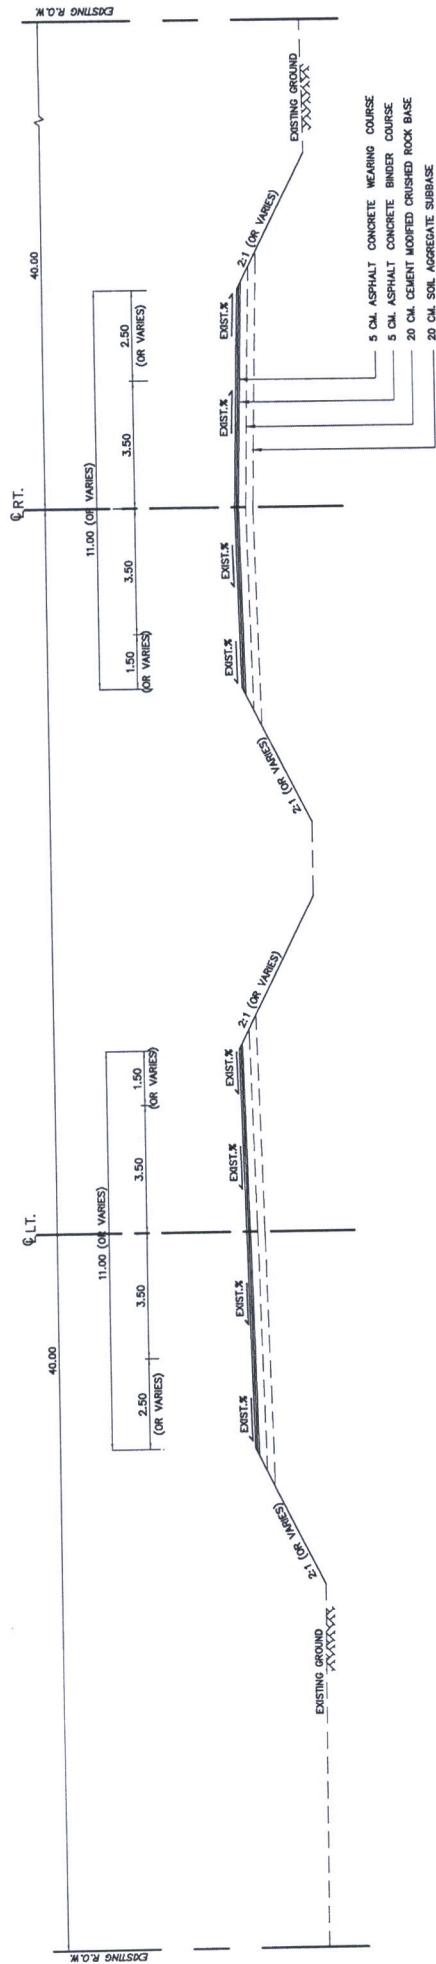 EXISTING R.O.W.
EXISTING R.O.W.
40.00
40.00
℄ LT.
℄ RT.
11.00 (OR VARIES)
11.00 (OR VARIES)
2.50
(OR VARIES)
3.50
3.50
1.50
(OR VARIES)
1.50
(OR VARIES)
3.50
3.50
2.50
(OR VARIES)
EXIST.%
EXIST.%
EXIST.%
EXIST.%
EXIST.%
EXIST.%
EXIST.%
EXIST.%
2:1 (OR VARIES)
2:1 (OR VARIES)
2:1 (OR VARIES)
2:1 (OR VARIES)
EXISTING GROUND
EXISTING GROUND
5 CM. ASPHALT CONCRETE WEARING COURSE
5 CM. ASPHALT CONCRETE BINDER COURSE
20 CM. CEMENT MODIFIED CRUSHED ROCK BASE
20 CM. SOIL AGGREGATE SUBBASE